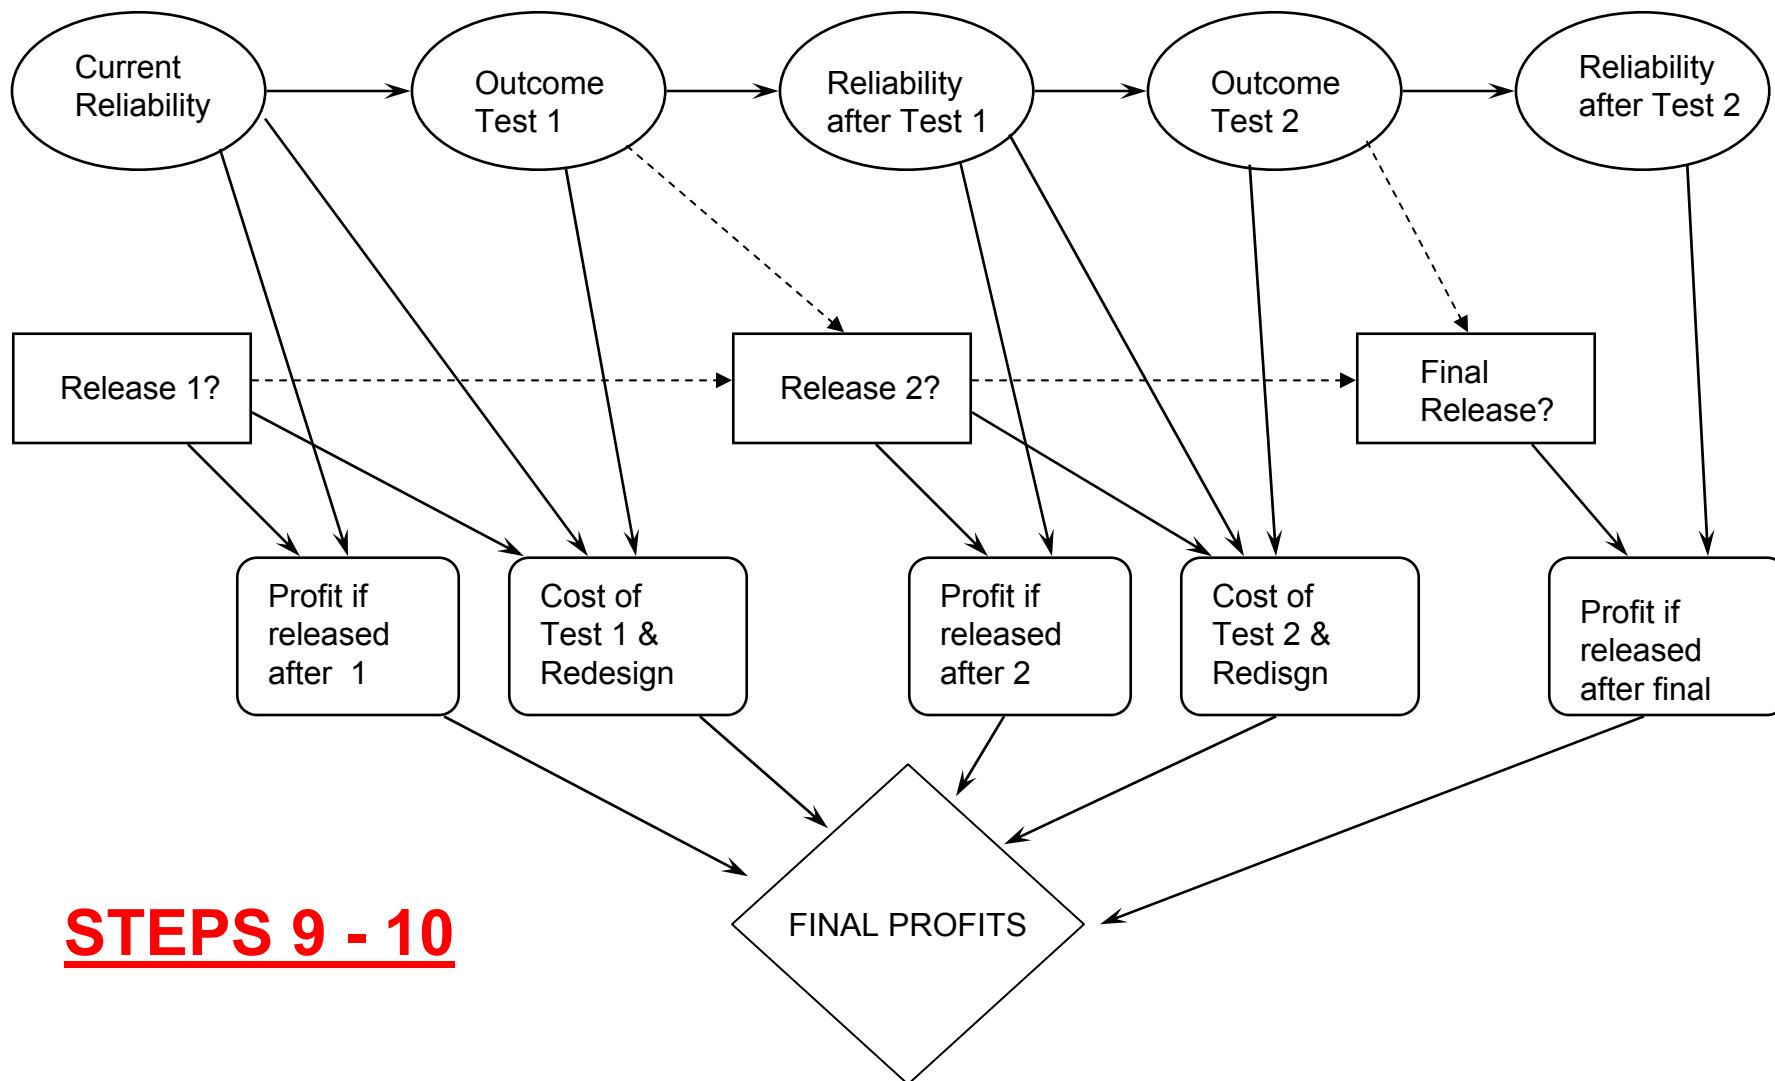 Current
Reliability
Outcome
Test 1
Reliability
after Test 1
Outcome
Test 2
Reliability
after Test 2
Release 1?
Release 2?
Final
Release?
Profit if
released
after  1
Cost of
Test 1 &
Redesign
Profit if
released
after 2
Cost of
Test 2 &
Redisgn
Profit if
released
after final
FINAL PROFITS
STEPS 9 - 10